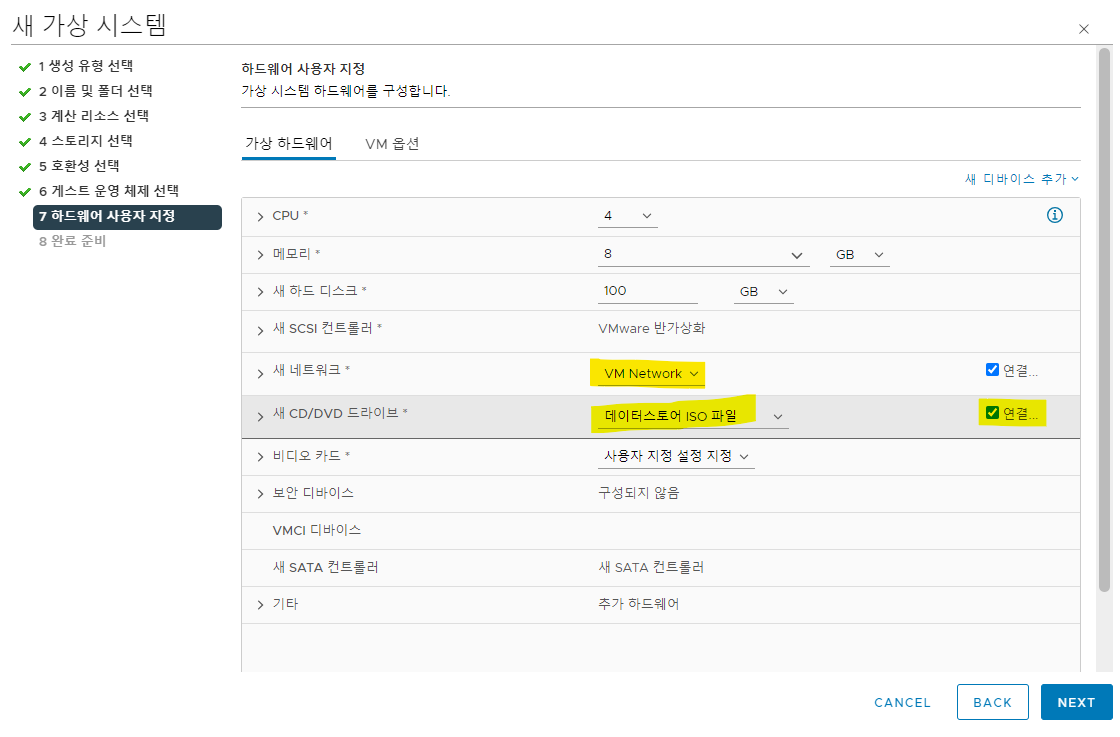 새 가상 시스템
1 생성 유형 선택
2 이름 및 폴더 선택
3 계산 리소스 선택
4 스토리지 선택
5 호환성 선택
6 게스트 운영 체제 선택
7 하드웨어 사용자 지정
8 완료 준비
하드웨어 사용자 지정
가상 시스템 하드웨어를 구성합니다.
가상 하드웨어 VM 옵션
새 디바이스 추가
CPU * 4
메모리 * 8 GB
새 하드 디스크 * 100 GB
새 SCSI 컨트롤러 * VMware 반가상화
새 네트워크 * VM Network 연결...
새 CD/DVD 드라이브 * 데이터스토어 ISO 파일 연결...
비디오 카드 * 사용자 지정 설정 지정
보안 디바이스 구성되지 않음
VMCI 디바이스
새 SATA 컨트롤러 새 SATA 컨트롤러
기타 추가 하드웨어
CANCEL BACK NEXT